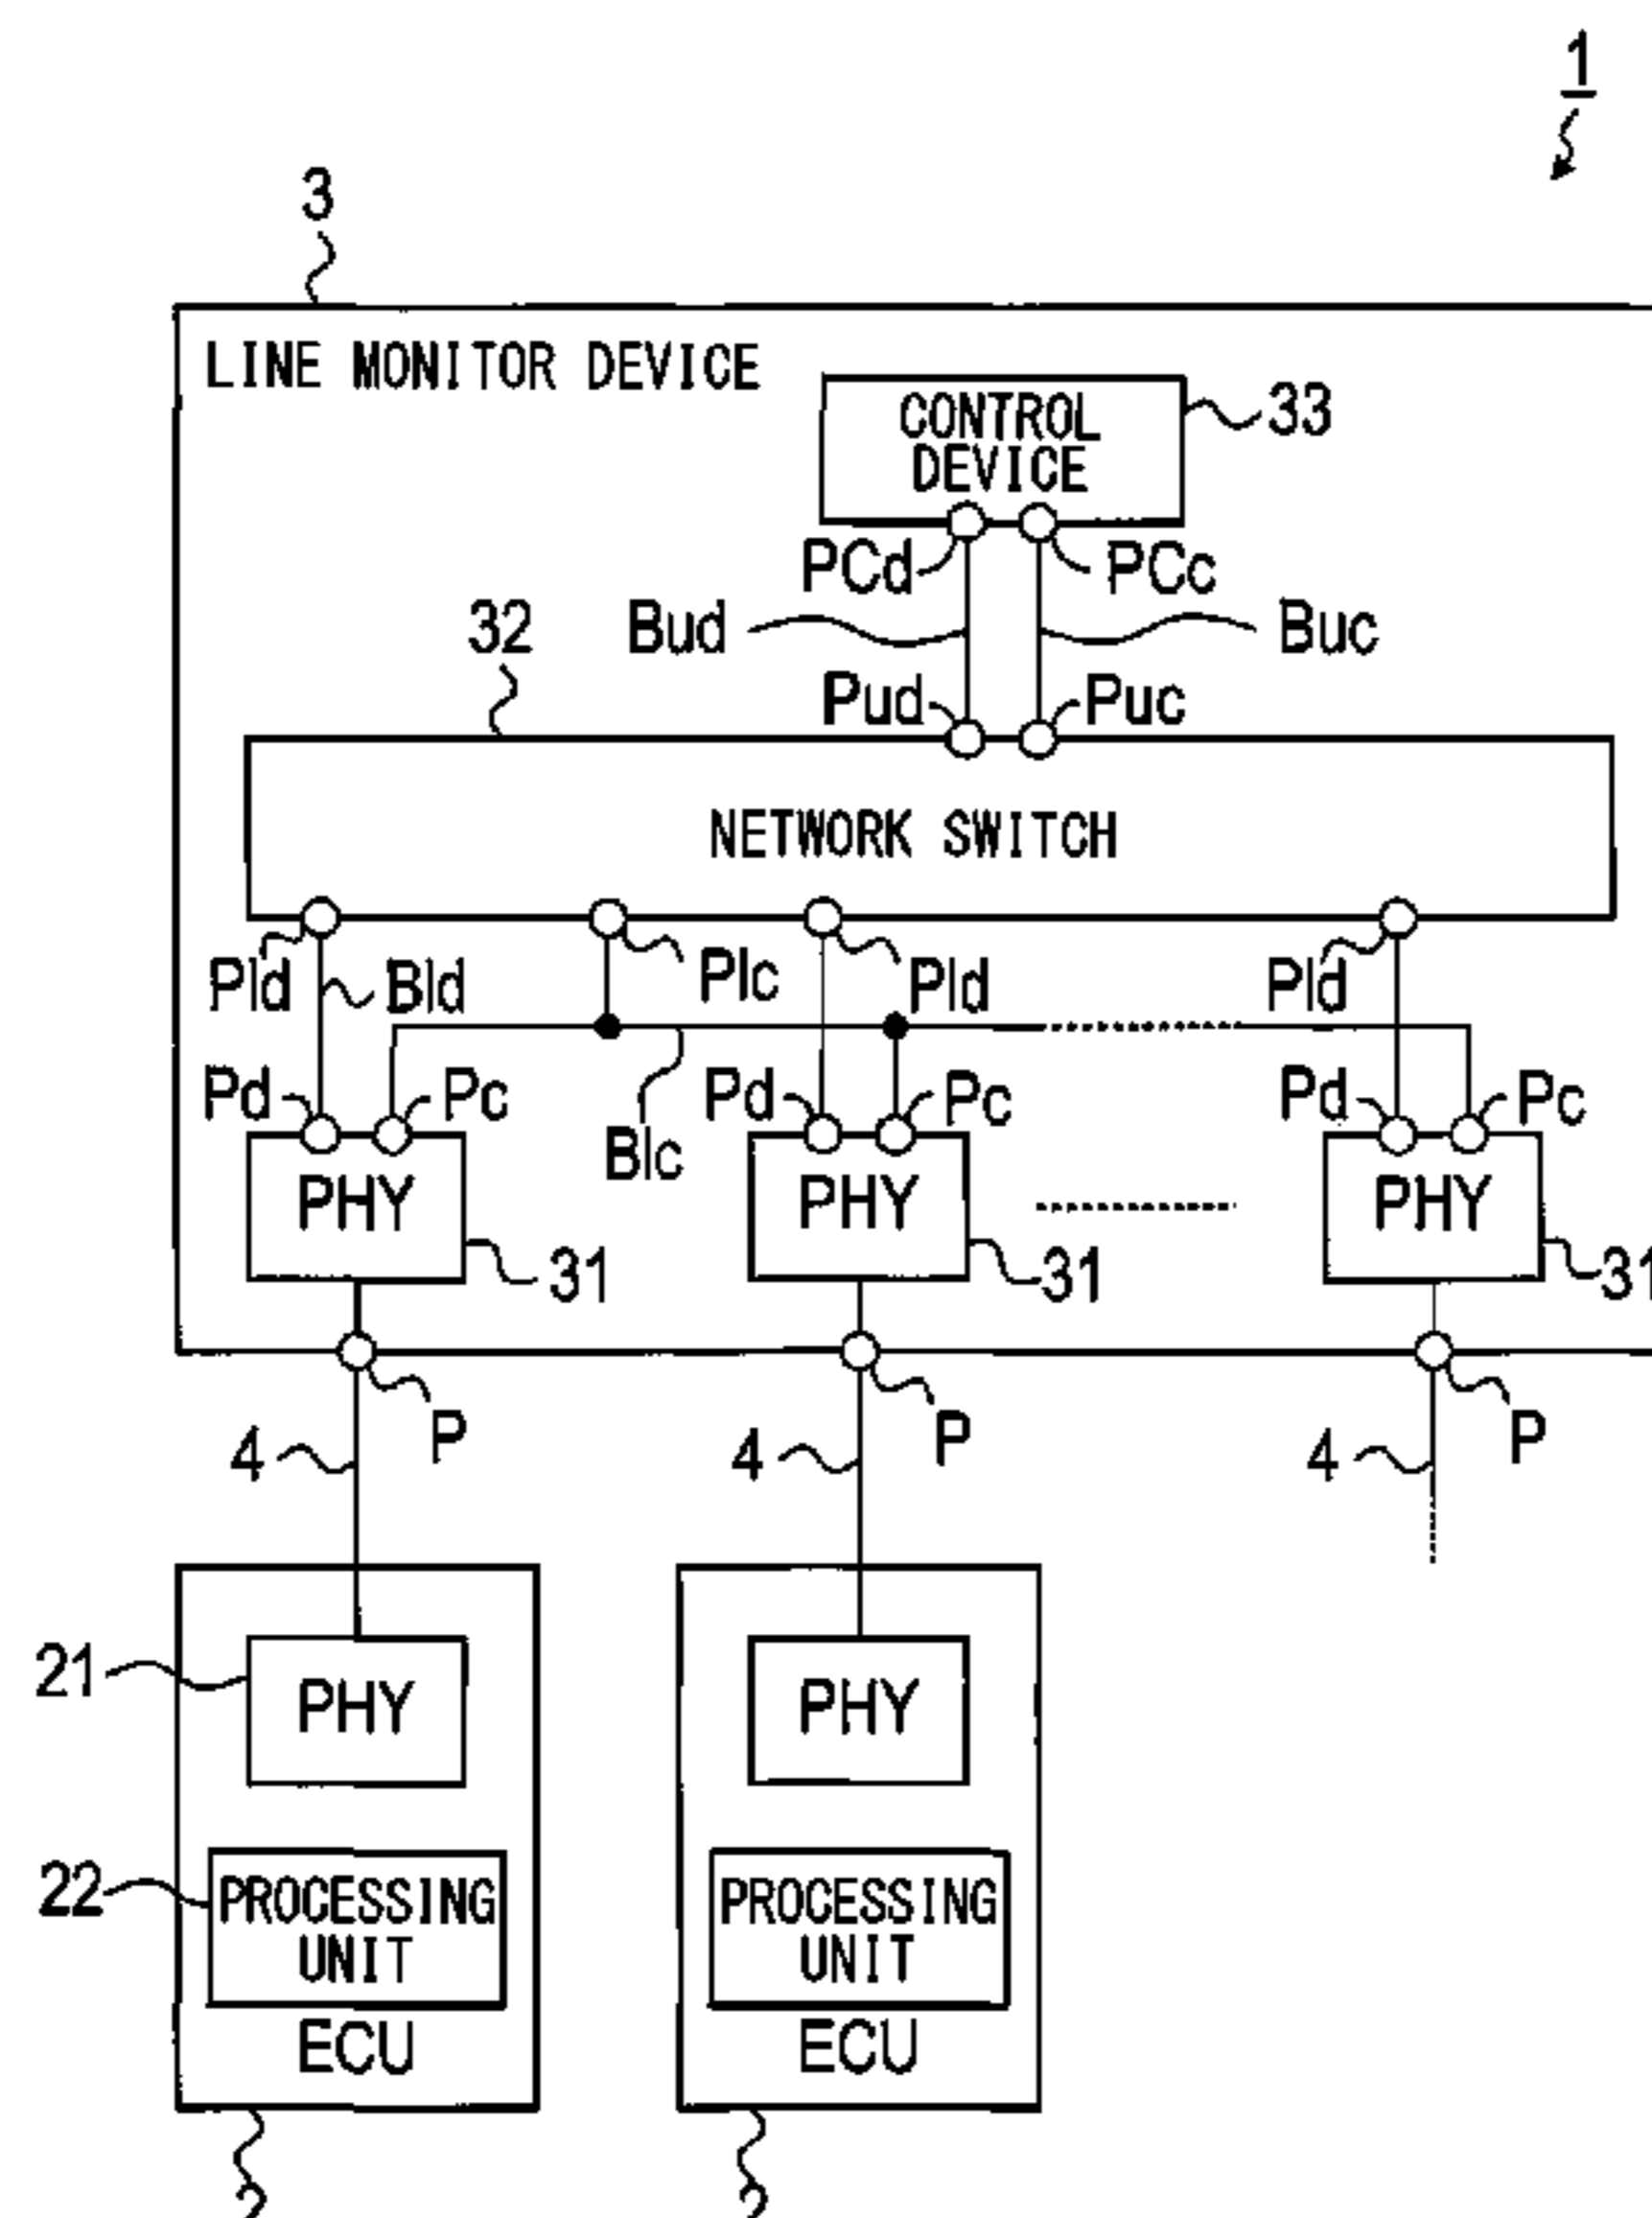 1
3
LINE MONITOR DEVICE
CONTROL
DEVICE
33
PCd
PCc
32
Bud
Buc
Pud
Puc
NETWORK SWITCH
Pld
Bld
Plc
Pld
Pld
Pd
Pc
Blc
Pd
Pc
Pd
Pc
PHY
PHY
PHY
31
31
31
P
P
P
4
4
4
21
PHY
PHY
22
PROCESSING
UNIT
PROCESSING
UNIT
ECU
ECU
2
2